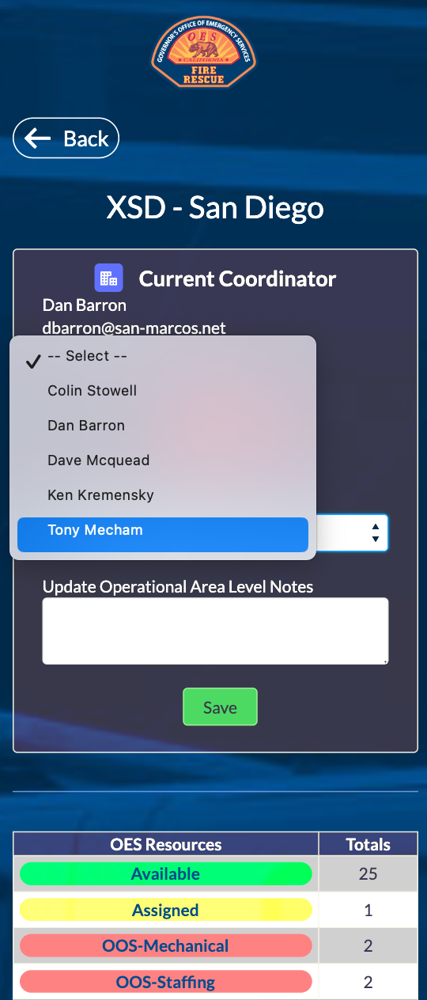 GOVERNOR'S OFFICE OF EMERGENCY SERVICES
OES
CALIFORNIA
FIRE
RESCUE
Back
XSD - San Diego
Current Coordinator
Dan Barron
dbarron@san-marcos.net
-- Select --
Colin Stowell
Dan Barron
Dave Mcquead
Ken Kremensky
Tony Mecham
Update Operational Area Level Notes
Save
OES Resources Totals
Available 25
Assigned 1
OOS-Mechanical 2
OOS-Staffing 2